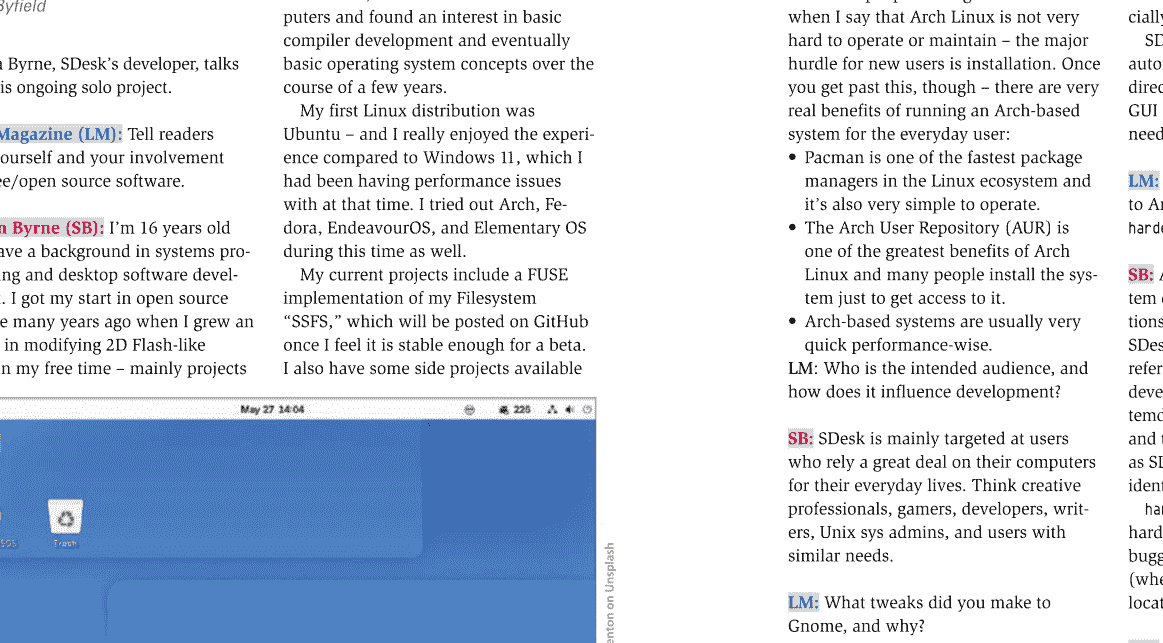 Byfield
Byrne, SDesk's developer, talks
is ongoing solo project.
Magazine (LM): Tell readers
ourself and your involvement
ee/open source software.
n Byrne (SB): I'm 16 years old
ave a background in systems pro-
ing and desktop software devel-
. I got my start in open source
e many years ago when I grew an
in modifying 2D Flash-like
n my free time – mainly projects
puters and found an interest in basic
compiler development and eventually
basic operating system concepts over the
course of a few years.
My first Linux distribution was
Ubuntu – and I really enjoyed the experi-
ence compared to Windows 11, which I
had been having performance issues
with at that time. I tried out Arch, Fe-
dora, EndeavourOS, and Elementary OS
during this time as well.
My current projects include a FUSE
implementation of my Filesystem
“SSFS,” which will be posted on GitHub
once I feel it is stable enough for a beta.
I also have some side projects available
May 27 14:04
226
Trash
enton on Unsplash
when I say that Arch Linux is not very
hard to operate or maintain – the major
hurdle for new users is installation. Once
you get past this, though – there are very
real benefits of running an Arch-based
system for the everyday user:
• Pacman is one of the fastest package
managers in the Linux ecosystem and
it's also very simple to operate.
• The Arch User Repository (AUR) is
one of the greatest benefits of Arch
Linux and many people install the sys-
tem just to get access to it.
• Arch-based systems are usually very
quick performance-wise.
LM: Who is the intended audience, and
how does it influence development?
SB: SDesk is mainly targeted at users
who rely a great deal on their computers
for their everyday lives. Think creative
professionals, gamers, developers, writ-
ers, Unix sys admins, and users with
similar needs.
LM: What tweaks did you make to
Gnome, and why?
cially
SD
autor
direc
GUI
need
LM:
to Ar
harde
SB: A
tem c
tions
SDes
refer
deve
temd
and t
as SD
ident
har
hard
bugg
(whe
locat